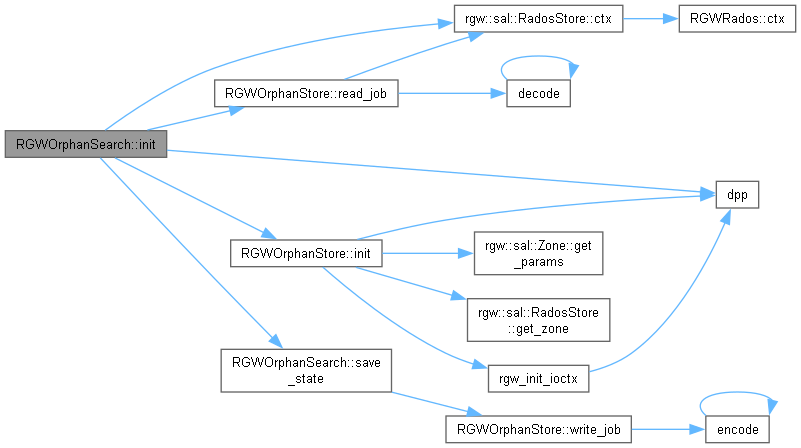 rgw::sal::RadosStore::ctx
RGWRados::ctx
RGWOrphanStore::read_job
decode
RGWOrphanSearch::init
dpp
RGWOrphanStore::init
rgw::sal::Zone::get
_params
rgw::sal::RadosStore
::get_zone
RGWOrphanSearch::save
_state
rgw_init_ioctx
RGWOrphanStore::write_job
encode